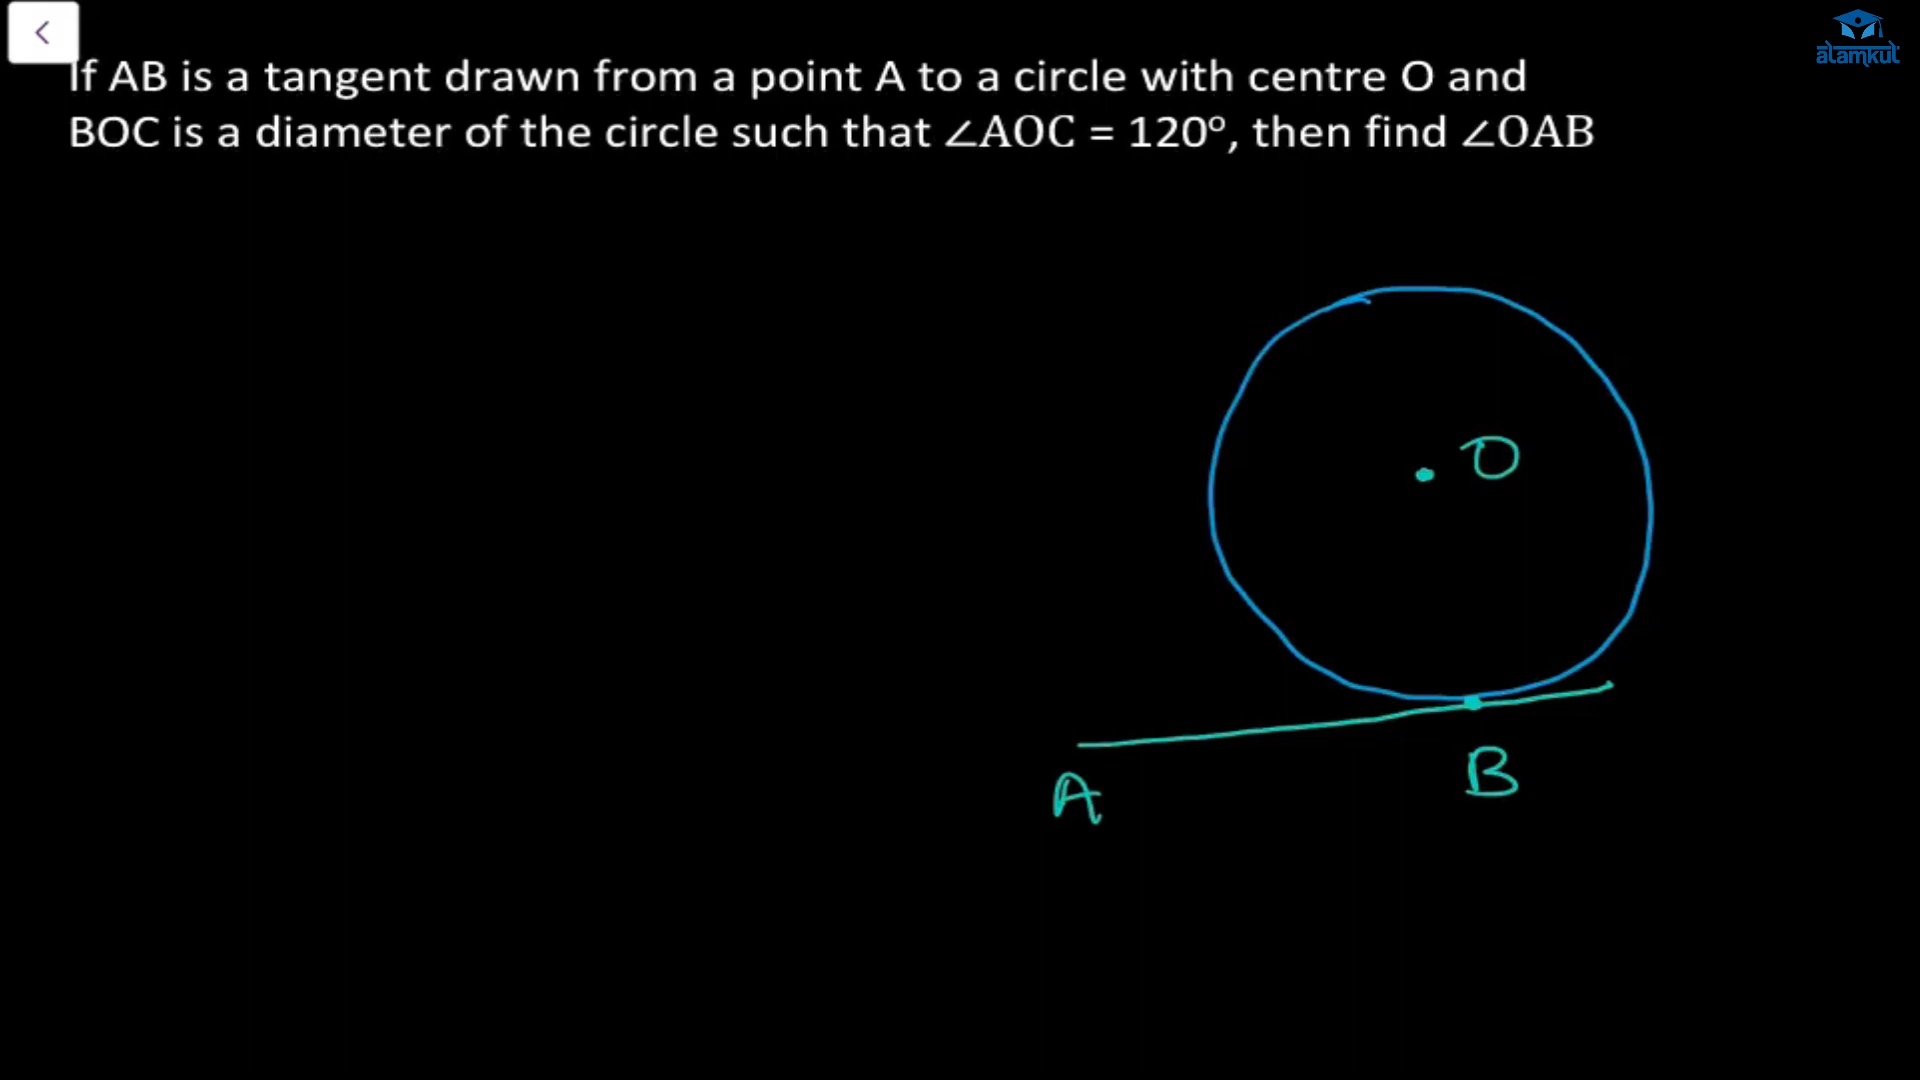 alamkut
If AB is a tangent drawn from a point A to a circle with centre O and
BOC is a diameter of the circle such that ∠AOC = 120°, then find ∠OAB
O
B
A